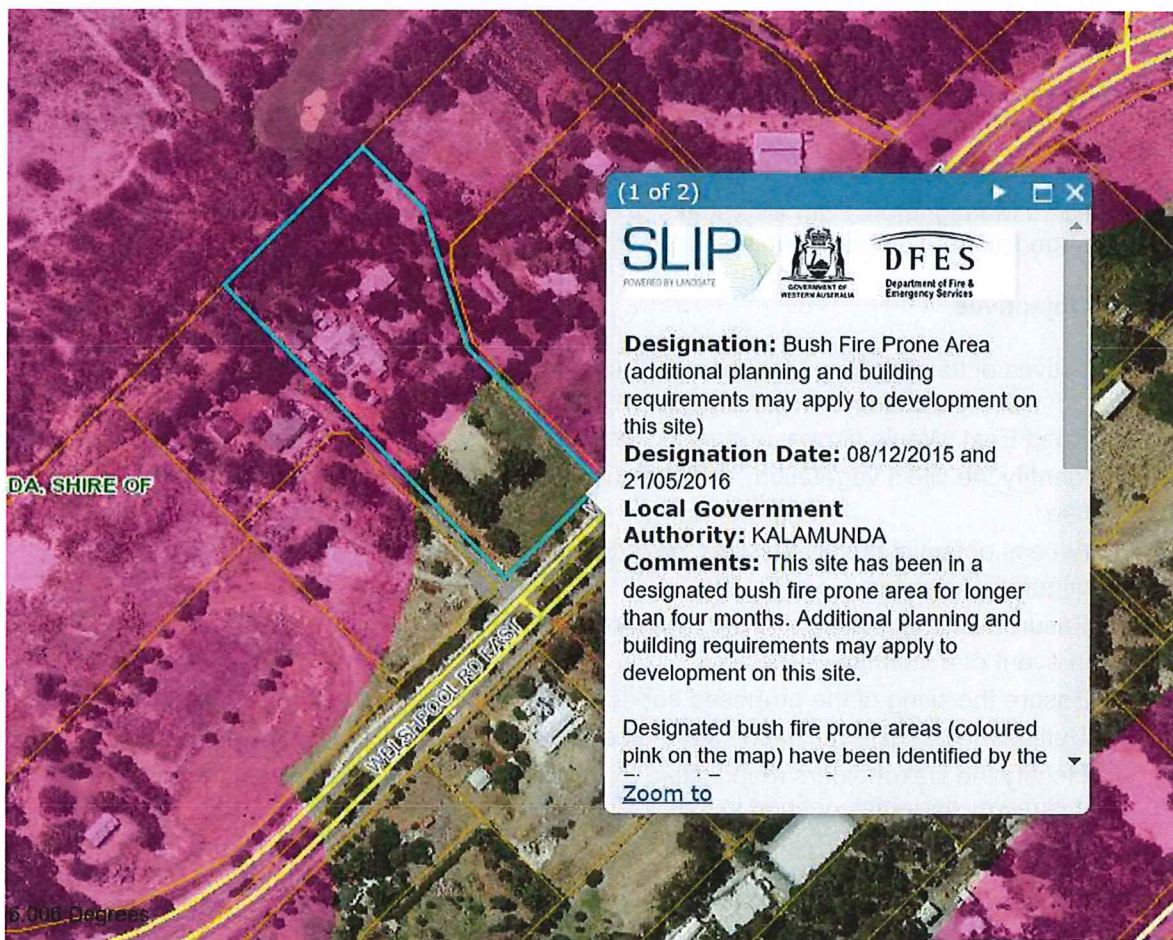 (1 of 2)
SLIP
POWERED BY LANDGATE
GOVERNMENT OF
WESTERN AUSTRALIA
DFES
Department of Fire &
Emergency Services
Designation: Bush Fire Prone Area
(additional planning and building
requirements may apply to development on
this site)
Designation Date: 08/12/2015 and
21/05/2016
Local Government
Authority: KALAMUNDA
Comments: This site has been in a
designated bush fire prone area for longer
than four months. Additional planning and
building requirements may apply to
development on this site.
Designated bush fire prone areas (coloured
pink on the map) have been identified by the
Zoom to
DA, SHIRE OF
WELSHPOOL RD EAST
6.006 Degrees